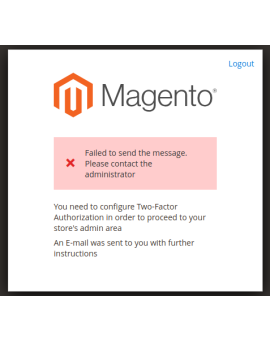 Logout
Magento®
Failed to send the message.
Please contact the
administrator
You need to configure Two-Factor
Authorization in order to proceed to your
store's admin area
An E-mail was sent to you with further
instructions